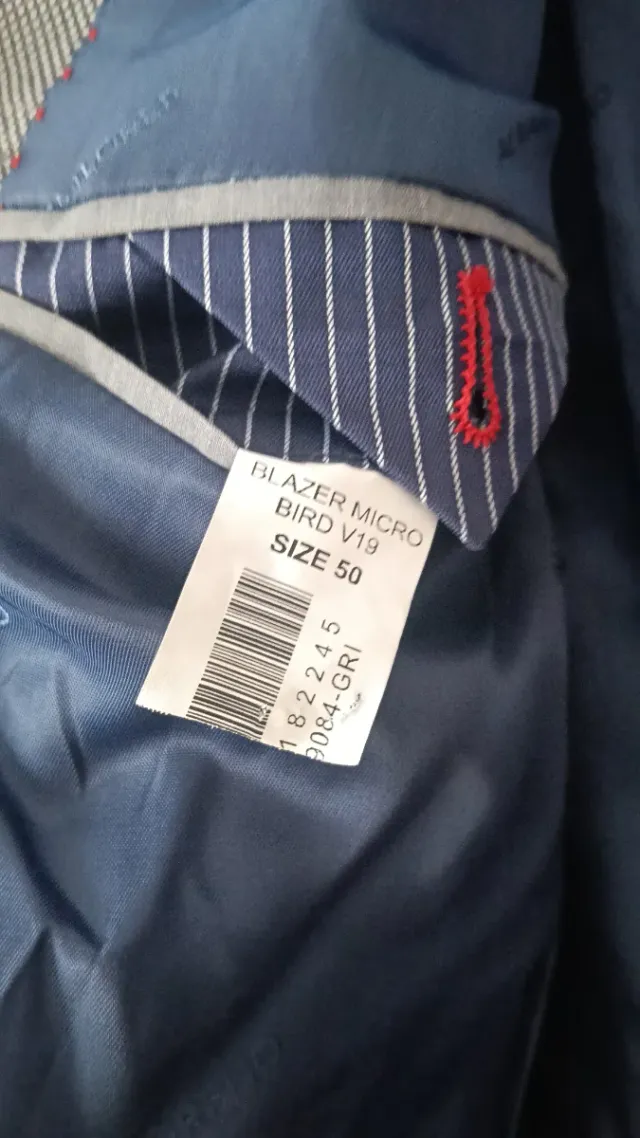 BLAZER MICRO
BIRD V19
SIZE 50
182245
9084-GRI